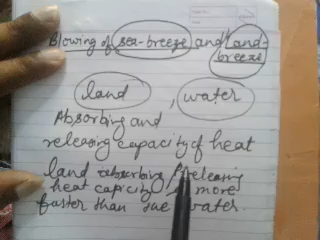 Blowing of sea-breeze and land-
breeze
land , water
Absorbing and
releasing capacity of heat
land absorbing & releasing
heat capicity is more
faster than the water.